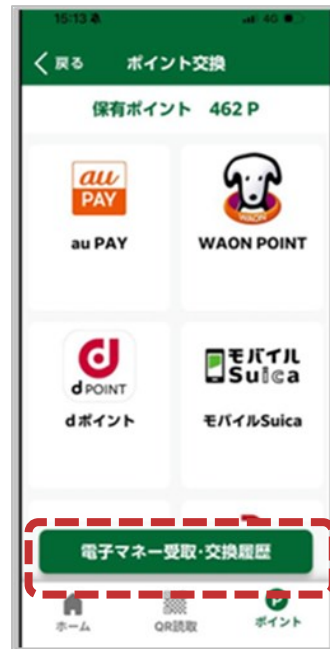 15:13
4G
戻る ポイント交換
保有ポイント 462 P
au
PAY
WAON
au PAY
WAON POINT
d
d POINT
モバイル
Suica
dポイント
モバイルSuica
電子マネー受取・交換履歴
P
ホーム
QR読取
ポイント